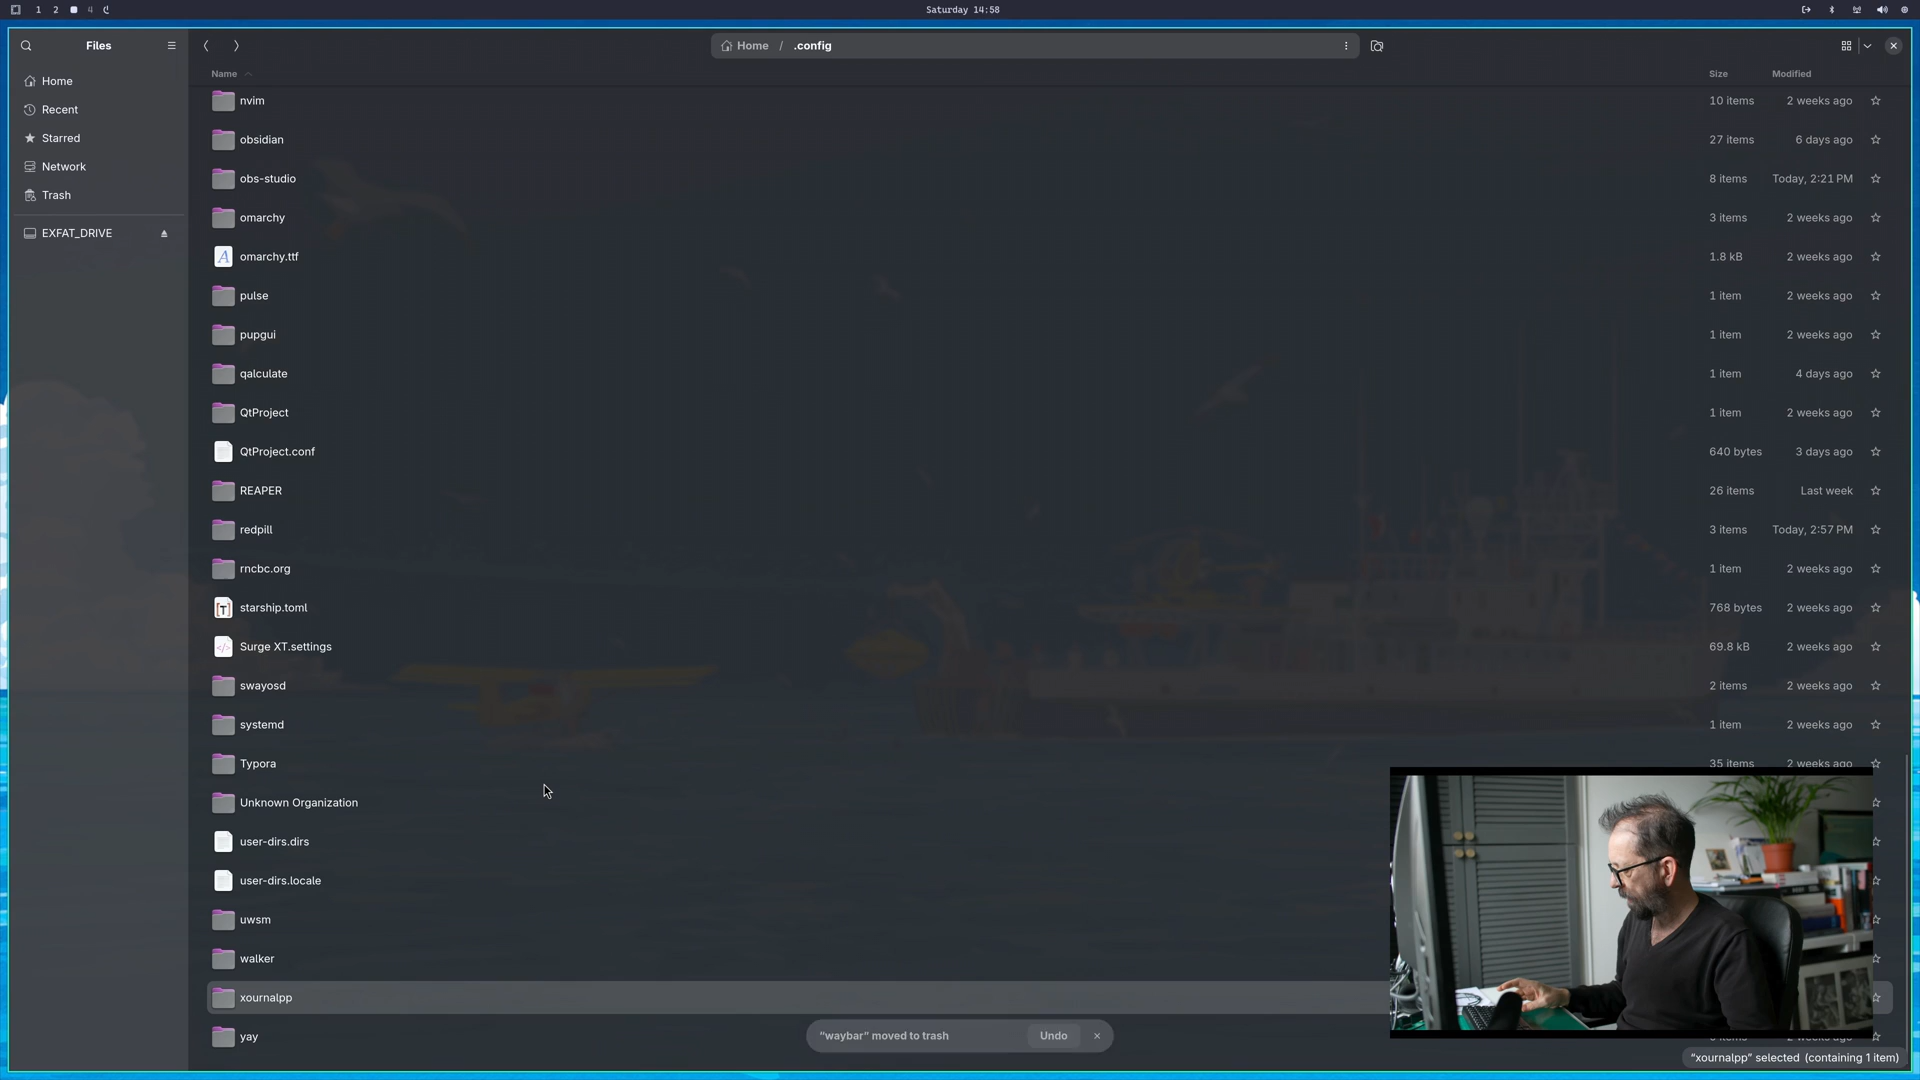 1 2 4
Saturday 14:58
Files
Home / .config
Home
Recent
Starred
Network
Trash
EXFAT_DRIVE
Name Size Modified
nvim 10 items 2 weeks ago
obsidian 27 items 6 days ago
obs-studio 8 items Today, 2:21 PM
omarchy 3 items 2 weeks ago
omarchy.ttf 1.8 kB 2 weeks ago
pulse 1 item 2 weeks ago
pupgui 1 item 2 weeks ago
qalculate 1 item 4 days ago
QtProject 1 item 2 weeks ago
QtProject.conf 640 bytes 3 days ago
REAPER 26 items Last week
redpill 3 items Today, 2:57 PM
rncbc.org 1 item 2 weeks ago
starship.toml 768 bytes 2 weeks ago
Surge XT.settings 69.8 kB 2 weeks ago
swayosd 2 items 2 weeks ago
systemd 1 item 2 weeks ago
Typora 35 items 2 weeks ago
Unknown Organization
user-dirs.dirs
user-dirs.locale
uwsm
walker
xournalpp
yay
“waybar” moved to trash Undo
“xournalpp” selected (containing 1 item)